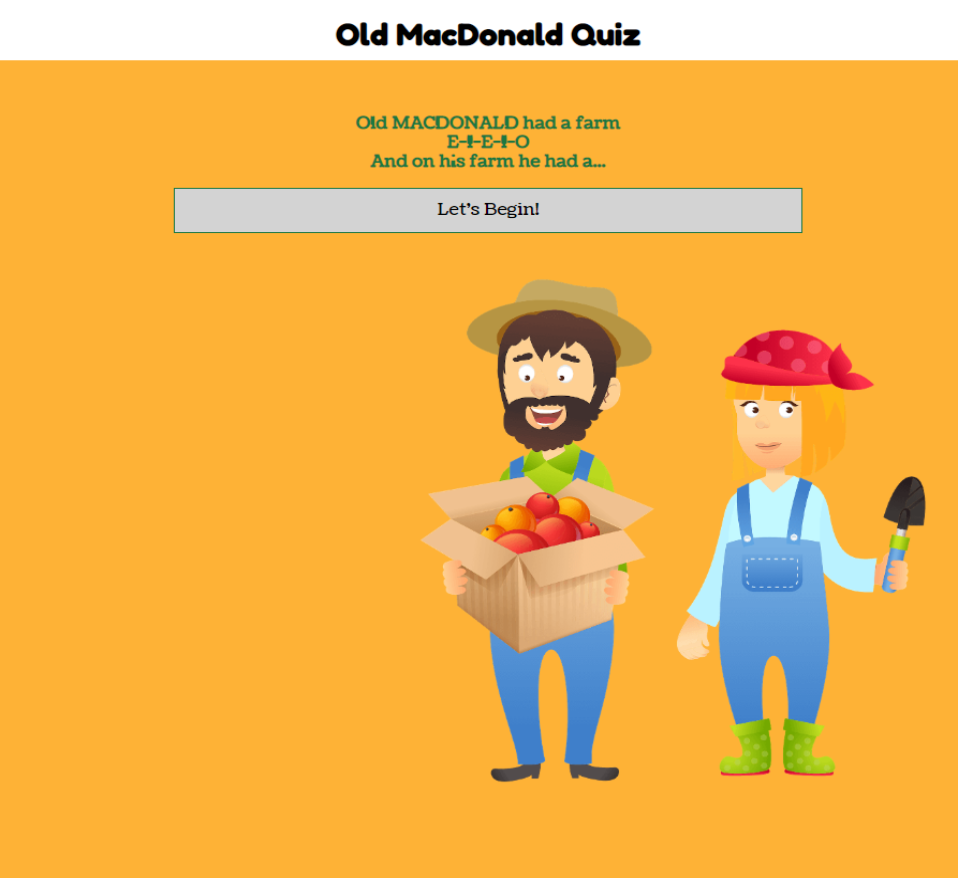 Old MacDonald Quiz
Old MACDONALD had a farm
E-I-E-I-O
And on his farm he had a...
Let's Begin!